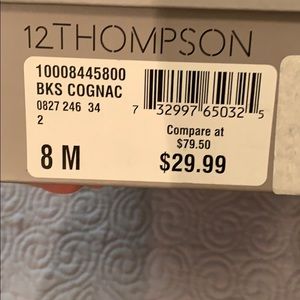 12THOMPSON
10008445800
BKS COGNAC
0827 246 34
2
8 M
7 32997 65032 5
Compare at
$79.50
$29.99